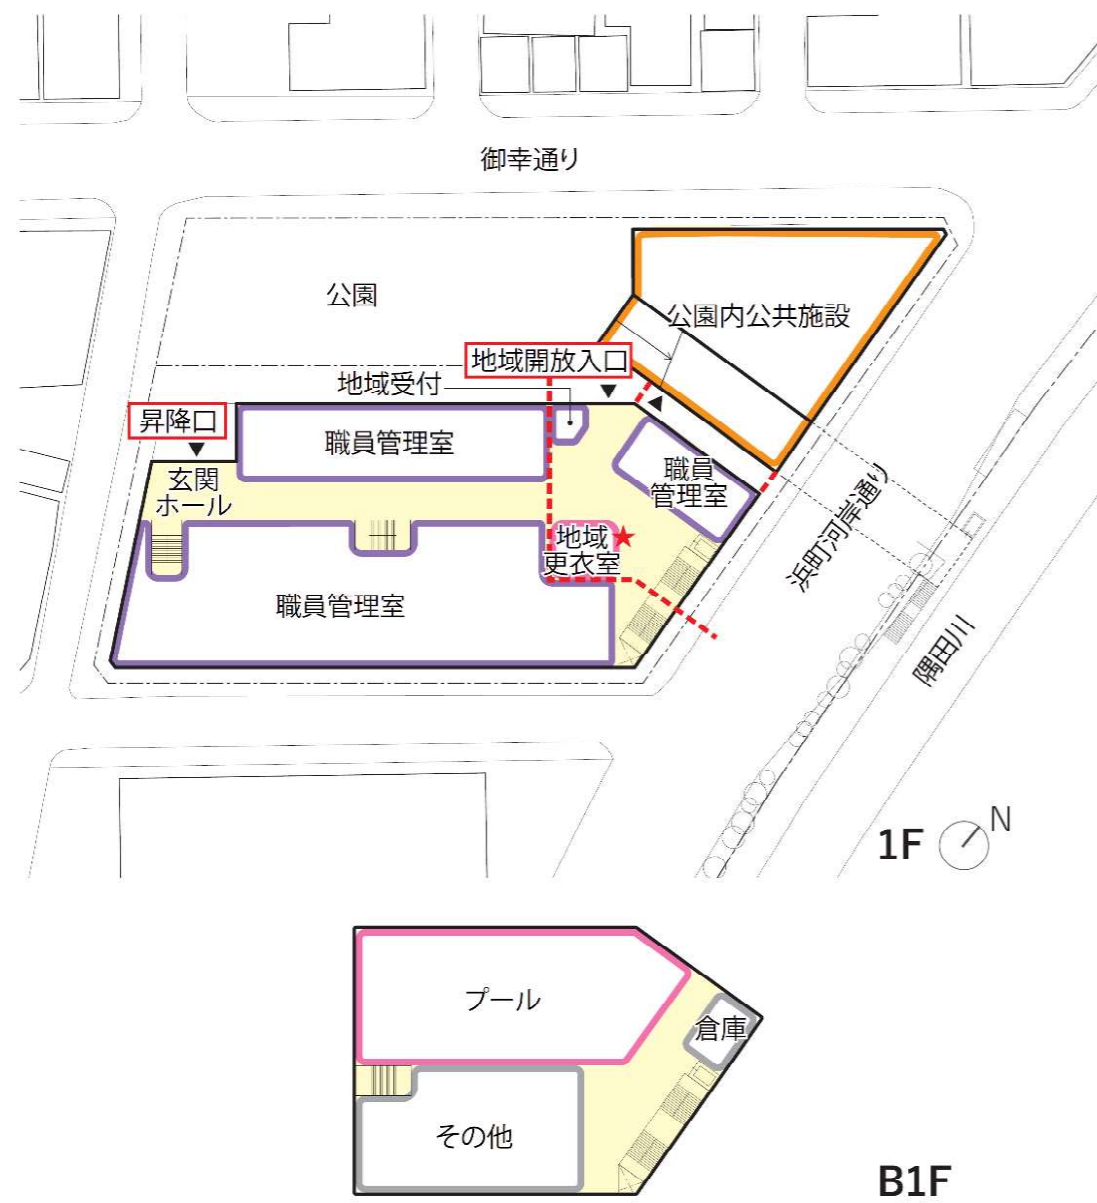 御幸通り
公園
公園内公共施設
地域開放入口
地域受付
昇降口
職員管理室
玄関
ホール
職員
管理室
地域
更衣室
職員管理室
浜町河岸通り
隅田川
1F
N
プール
倉庫
その他
B1F